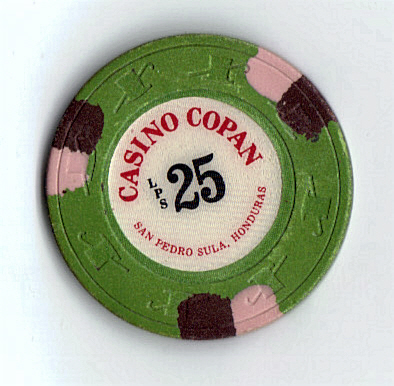 CASINO COPAN
LPS
25
SAN PEDRO SULA, HONDURAS